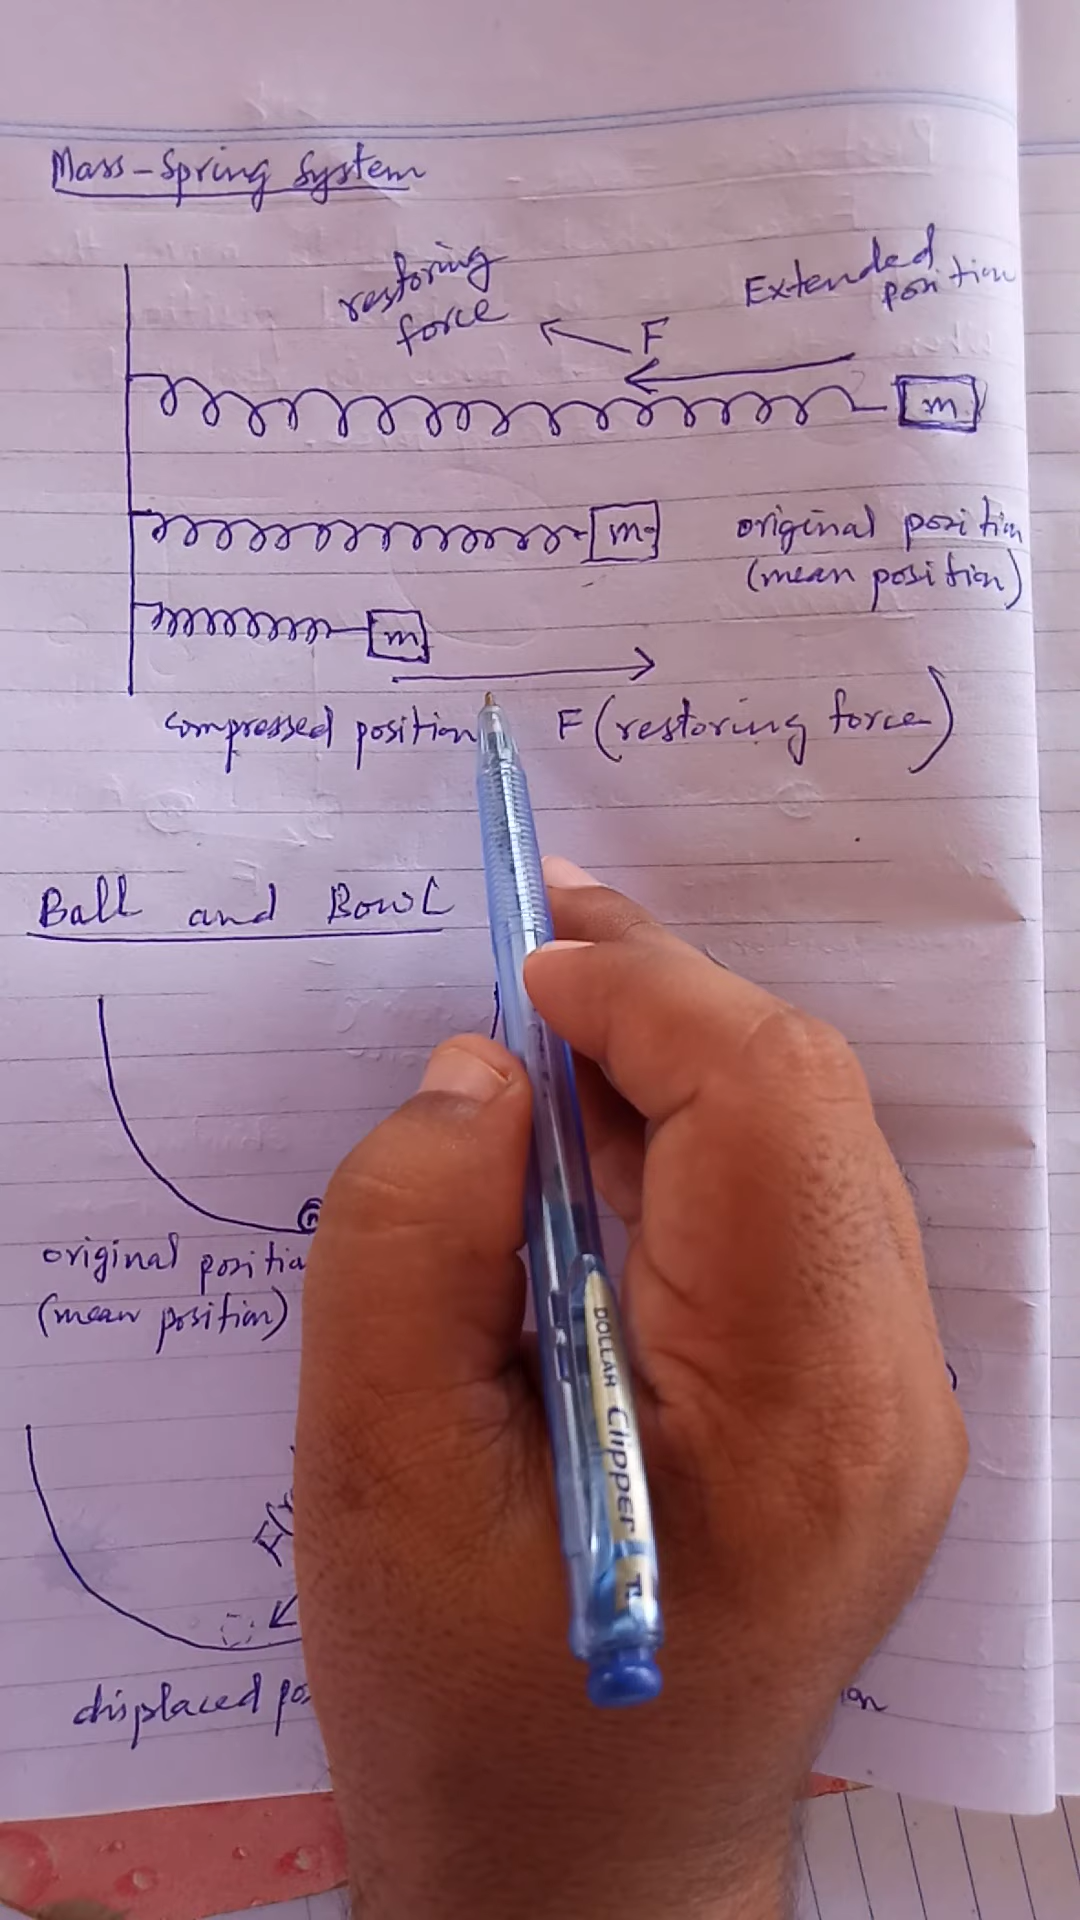 Mass-Spring System
restoring
force
Extended
position
F
m
m
original position
(mean position)
m
compressed position
F (restoring force)
Ball and Bowl
original
(mean position)
displaced
DOLLAR Clipper